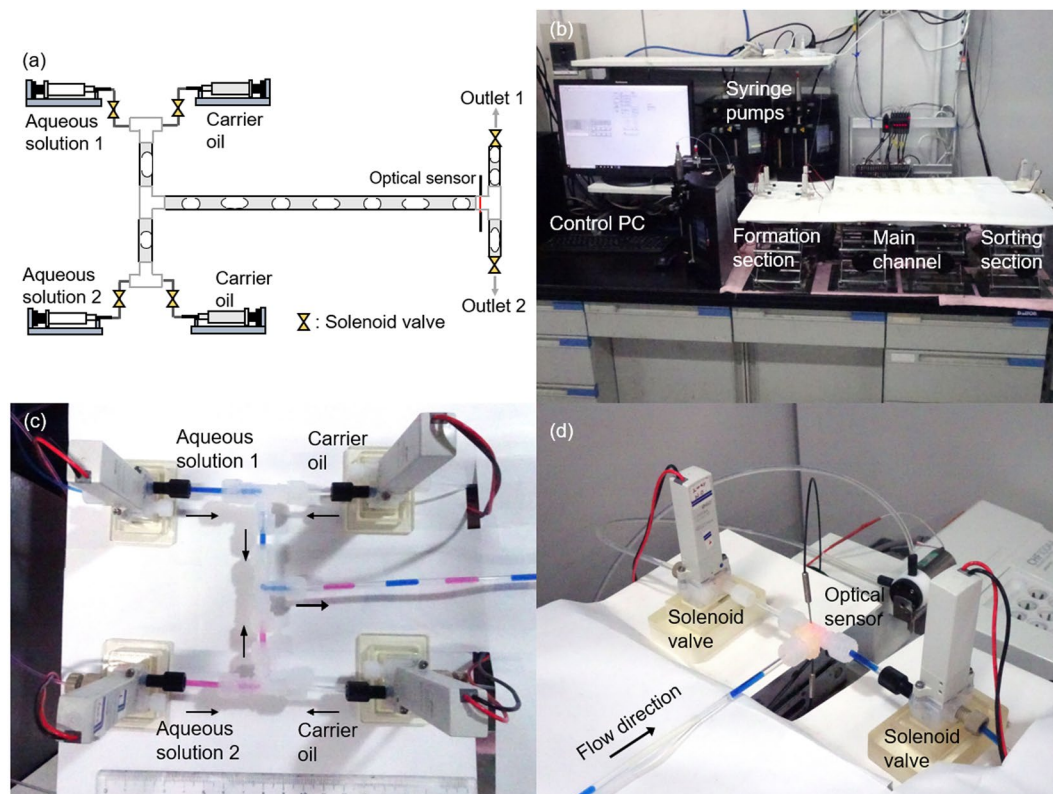 (a)
Aqueous
solution 1
Carrier
oil
Outlet 1
Optical sensor
Aqueous
solution 2
Carrier
oil
Outlet 2
: Solenoid valve
(b)
Syringe
pumps
Control PC
Formation
section
Main
channel
Sorting
section
(c)
Aqueous
solution 1
Carrier
oil
Aqueous
solution 2
Carrier
oil
(d)
Solenoid
valve
Optical
sensor
Flow direction
Solenoid
valve